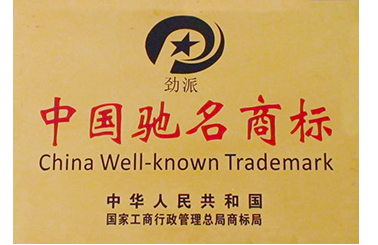 劲派
中国驰名商标
China Well-known Trademark
中华人民共和国
国家工商行政管理总局商标局